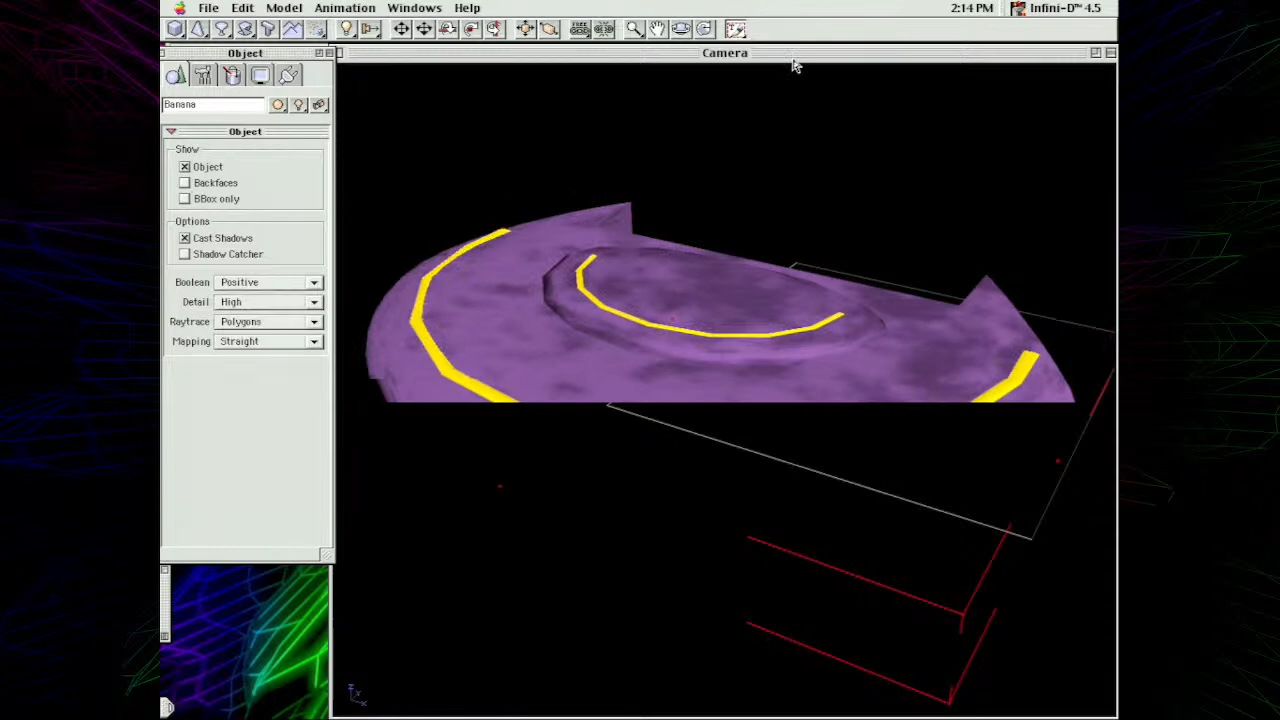 File Edit Model Animation Windows Help 2:14 PM Infini-D™ 4.5
Object
Camera
Banana
Object
Show
Object
Backfaces
BBox only
Options
Cast Shadows
Shadow Catcher
Boolean Positive
Detail High
Raytrace Polygons
Mapping Straight